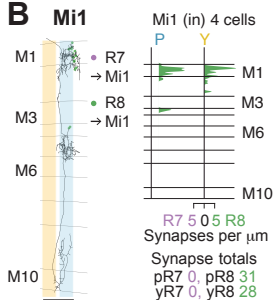 B Mi1
M1
M3
M6
M10
R7
→Mi1
R8
→Mi1
Mi1 (in) 4 cells
P Y
M1
M3
M6
M10
R7 5 0 5 R8
Synapses per µm
Synapse totals
pR7 0, pR8 31
yR7 0, yR8 28